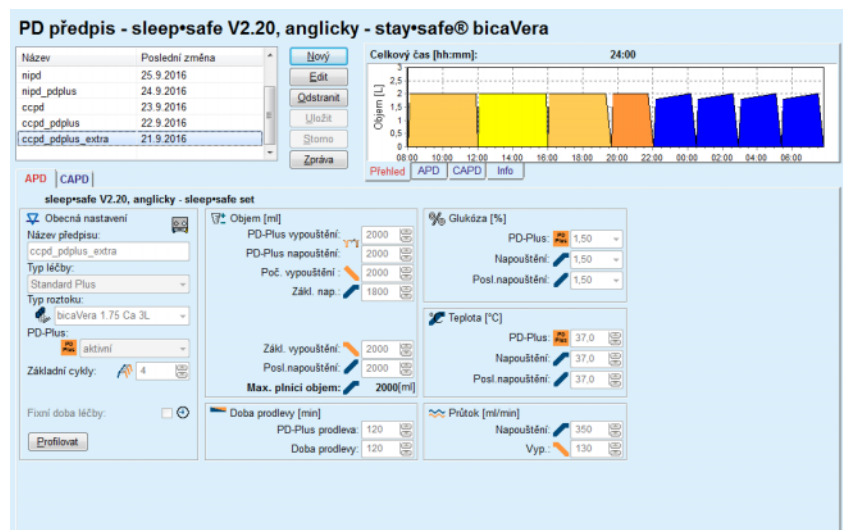 PD předpis - sleep•safe V2.20, anglicky - stay•safe® bicaVera
Název Poslední změna
nipd 25.9.2016
nipd_pdplus 24.9.2016
ccpd 23.9.2016
ccpd_pdplus 22.9.2016
ccpd_pdplus_extra 21.9.2016
Nový
Edit
Odstranit
Uložit
Storno
Zpráva
Celkový čas [hh:mm]: 24:00
Objem [L]
3
2,5
2
1,5
1
0,5
0
08:00 10:00 12:00 14:00 16:00 18:00 20:00 22:00 00:00 02:00 04:00 06:00
Přehled APD CAPD Info
APD CAPD
sleep•safe V2.20, anglicky - sleep•safe set
Obecná nastavení
Název předpisu:
ccpd_pdplus_extra
Typ léčby:
Standard Plus
Typ roztoku:
bicaVera 1.75 Ca 3L
PD-Plus:
PD Plus aktivní
Základní cykly: 4
Fixní doba léčby:
Profilovat
Objem [ml]
PD-Plus vypouštění: 2000
PD-Plus napouštění: 2000
Poč. vypouštění : 2000
Zákl. nap.: 1800
Zákl. vypouštění: 2000
Posl.napouštění: 2000
Max. plnicí objem: 2000[ml]
Doba prodlevy [min]
PD-Plus prodleva: 120
Doba prodlevy: 120
Glukóza [%]
PD-Plus: PD Plus 1,50
Napouštění: 1,50
Posl.napouštění: 1,50
Teplota [°C]
PD-Plus: PD Plus 37,0
Napouštění: 37,0
Posl.napouštění: 37,0
Průtok [ml/min]
Napouštění: 350
Vyp.: 130